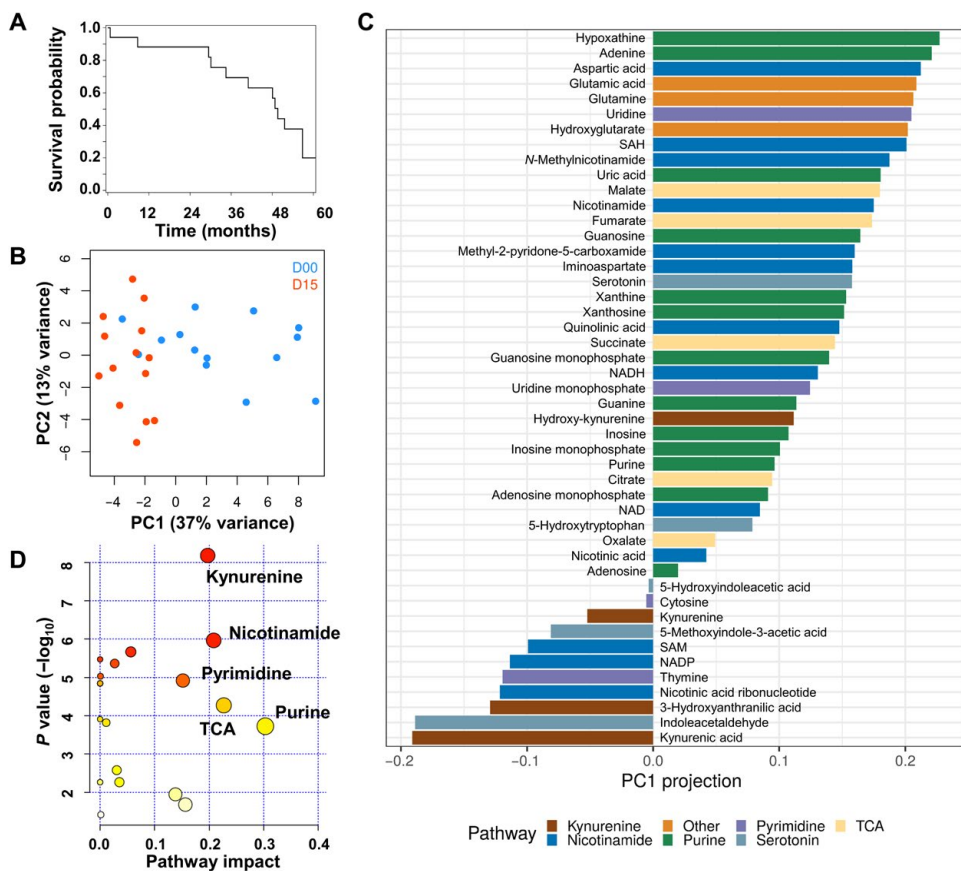 A
Survival probability
1.0
0.8
0.6
0.4
0.2
0.0
0
12
24
36
48
60
Time (months)
B
D00
D15
PC2 (13% variance)
6
4
2
0
−2
−4
−6
−4
−2
0
2
4
6
8
PC1 (37% variance)
D
P value (−log10)
8
7
6
5
4
3
2
Kynurenine
Nicotinamide
Pyrimidine
Purine
TCA
0.0
0.1
0.2
0.3
0.4
Pathway impact
C
Hypoxathine
Adenine
Aspartic acid
Glutamic acid
Glutamine
Uridine
Hydroxyglutarate
SAH
N-Methylnicotinamide
Uric acid
Malate
Nicotinamide
Fumarate
Guanosine
Methyl-2-pyridone-5-carboxamide
Iminoaspartate
Serotonin
Xanthine
Xanthosine
Quinolinic acid
Succinate
Guanosine monophosphate
NADH
Uridine monophosphate
Guanine
Hydroxy-kynurenine
Inosine
Inosine monophosphate
Purine
Citrate
Adenosine monophosphate
NAD
5-Hydroxytryptophan
Oxalate
Nicotinic acid
Adenosine
5-Hydroxyindoleacetic acid
Cytosine
Kynurenine
5-Methoxyindole-3-acetic acid
SAM
NADP
Thymine
Nicotinic acid ribonucleotide
3-Hydroxyanthranilic acid
Indoleacetaldehyde
Kynurenic acid
−0.2
−0.1
0.0
0.1
0.2
PC1 projection
Pathway
Kynurenine
Other
Pyrimidine
TCA
Nicotinamide
Purine
Serotonin